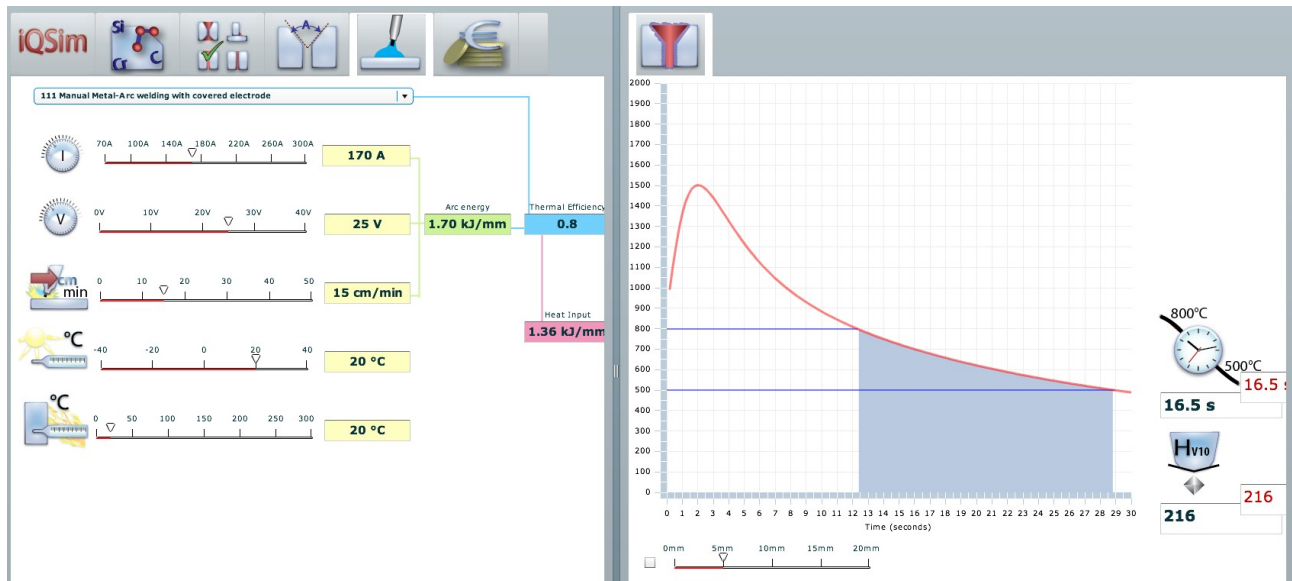 iQSim
Si
Cr
C
A
€
111 Manual Metal-Arc welding with covered electrode
I
70A 100A 140A 180A 220A 260A 300A
170 A
V
0V 10V 20V 30V 40V
25 V
Arc energy
1.70 kJ/mm
Thermal Efficiency
0.8
cm
min
0 10 20 30 40 50
15 cm/min
Heat Input
1.36 kJ/mm
°C
-40 -20 0 20 40
20 °C
°C
0 50 100 150 200 250 300
20 °C
2000
1900
1800
1700
1600
1500
1400
1300
1200
1100
1000
900
800
700
600
500
400
300
200
100
0
0 1 2 3 4 5 6 7 8 9 10 11 12 13 14 15 16 17 18 19 20 21 22 23 24 25 26 27 28 29 30
Time (seconds)
0mm 5mm 10mm 15mm 20mm
800°C
500°C
16.5 s
16.5 s
HV10
216
216